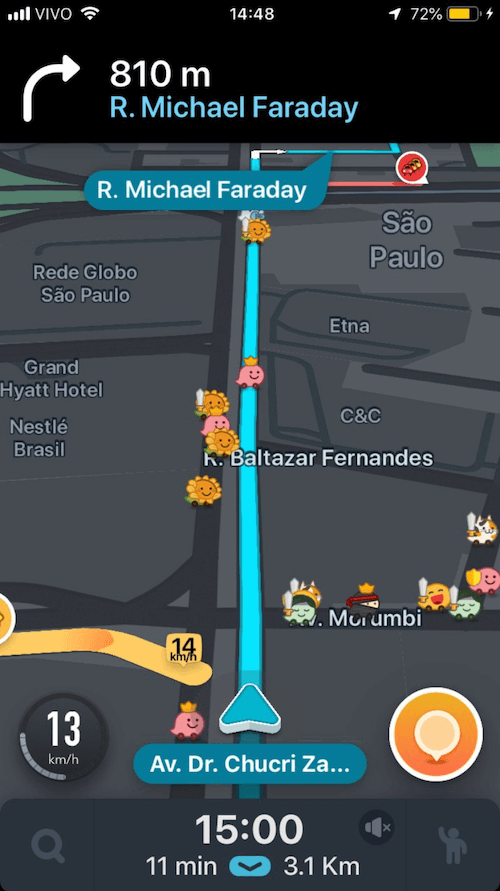 VIVO 14:48 72%
810 m
R. Michael Faraday
R. Michael Faraday
São
Paulo
Rede Globo
São Paulo
Etna
Grand
Hyatt Hotel
C&C
Nestlé
Brasil
R. Baltazar Fernandes
Morumbi
14
km/h
13
km/h
Av. Dr. Chucri Za...
15:00
11 min 3.1 Km